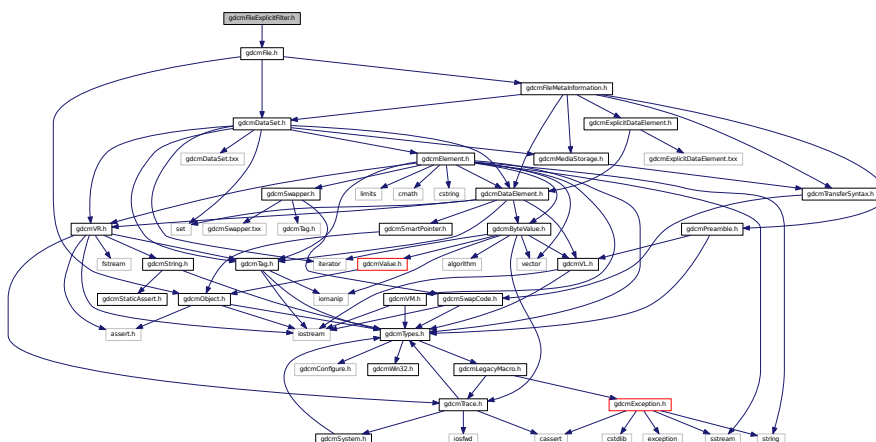 gdcmFileExplicitFilter.h
gdcmFile.h
gdcmFileMetaInformation.h
gdcmDataSet.h
gdcmExplicitDataElement.h
gdcmDataSet.txx
gdcmElement.h
gdcmMediaStorage.h
gdcmExplicitDataElement.txx
gdcmSwapper.h
limits
cmath
cstring
gdcmDataElement.h
gdcmTransferSyntax.h
gdcmVR.h
set
gdcmSwapper.txx
gdcmTag.h
gdcmSmartPointer.h
gdcmByteValue.h
gdcmPreamble.h
fstream
gdcmString.h
gdcmTag.h
iterator
gdcmValue.h
algorithm
vector
gdcmVL.h
gdcmStaticAssert.h
gdcmObject.h
iomanip
gdcmVM.h
gdcmSwapCode.h
assert.h
iostream
gdcmTypes.h
gdcmConfigure.h
gdcmWin32.h
gdcmLegacyMacro.h
gdcmTrace.h
gdcmException.h
gdcmSystem.h
iosfwd
cassert
cstdlib
exception
sstream
string